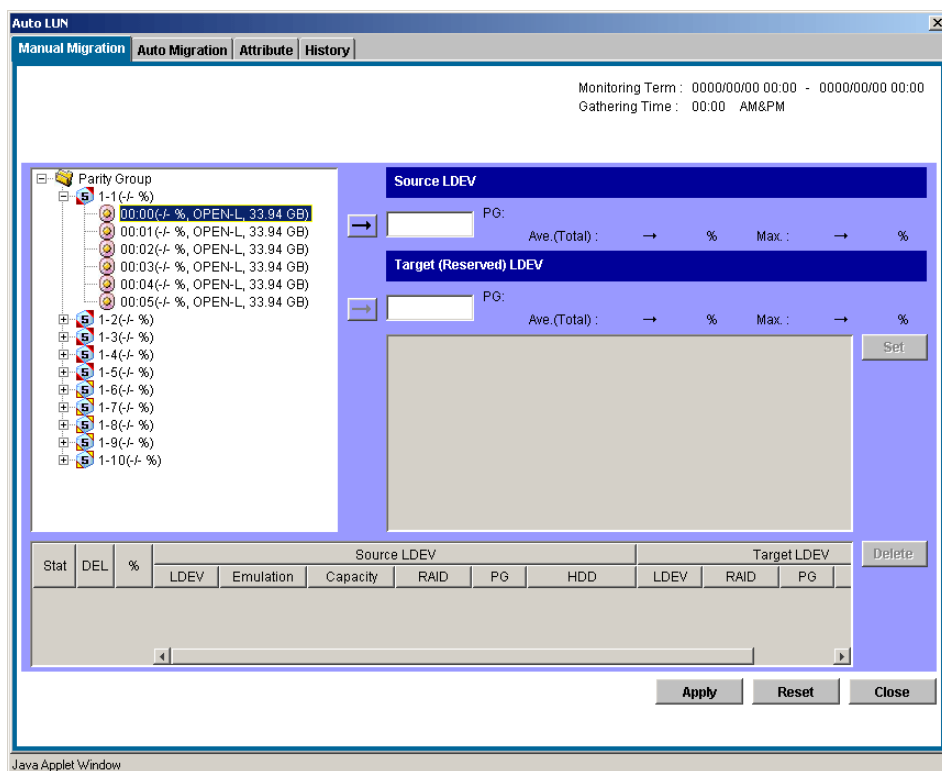 Auto LUN
Manual Migration Auto Migration Attribute History
Monitoring Term : 0000/00/00 00:00 - 0000/00/00 00:00
Gathering Time : 00:00 AM&PM
Parity Group
1-1(-/- %)
00:00(-/- %, OPEN-L, 33.94 GB)
00:01(-/- %, OPEN-L, 33.94 GB)
00:02(-/- %, OPEN-L, 33.94 GB)
00:03(-/- %, OPEN-L, 33.94 GB)
00:04(-/- %, OPEN-L, 33.94 GB)
00:05(-/- %, OPEN-L, 33.94 GB)
1-2(-/- %)
1-3(-/- %)
1-4(-/- %)
1-5(-/- %)
1-6(-/- %)
1-7(-/- %)
1-8(-/- %)
1-9(-/- %)
1-10(-/- %)
Source LDEV
PG:
Ave.(Total) : → % Max. : → %
Target (Reserved) LDEV
PG:
Ave.(Total) : → % Max. : → %
Set
Stat DEL % Source LDEV Target LDEV
LDEV Emulation Capacity RAID PG HDD LDEV RAID PG
Delete
Apply Reset Close
Java Applet Window